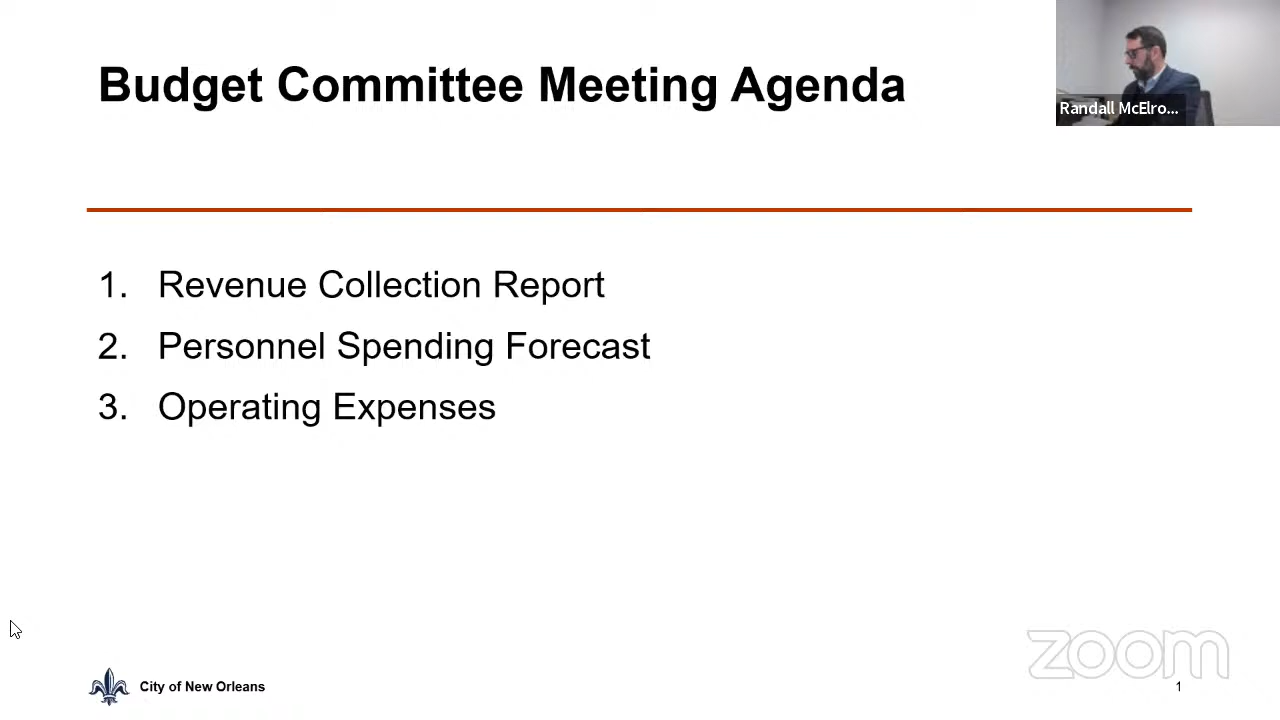 Budget Committee Meeting Agenda
Randall McElro...
1. Revenue Collection Report
2. Personnel Spending Forecast
3. Operating Expenses
zoom
City of New Orleans
1